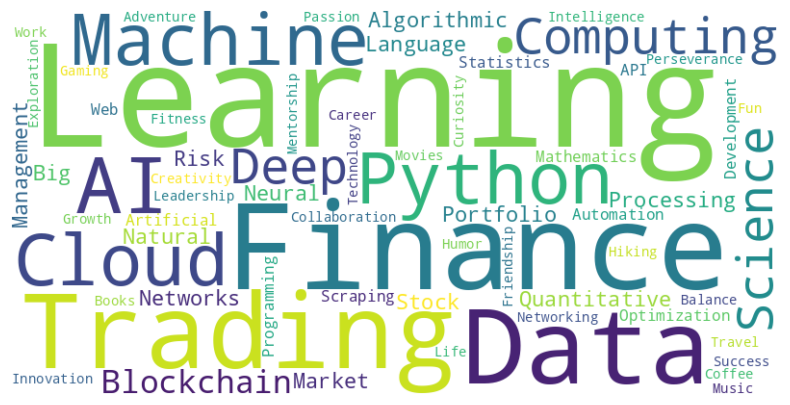 Adventure
Passion
Algorithmic
Intelligence
Work
Machine
Language
Computing
Exploration
Gaming
Learning
Statistics
API
Perseverance
Web
Fitness
Mentorship
Career
Curiosity
Development
Fun
Management
Big
AI
Risk
Deep
Technology
Movies
Python
Mathematics
Science
Creativity
Leadership
Neural
Processing
Growth
Artificial
Natural
Collaboration
Portfolio
Automation
Cloud
Finance
Humor
Friendship
Hiking
Programming
Books
Networks
Scraping
Stock
Quantitative
Balance
Trading
Data
Networking
Optimization
Life
Travel
Innovation
Blockchain
Market
Success
Coffee
Music